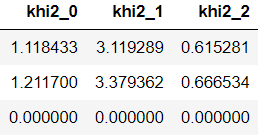 khi2_0 khi2_1 khi2_2
1.118433 3.119289 0.615281
1.211700 3.379362 0.666534
0.000000 0.000000 0.000000